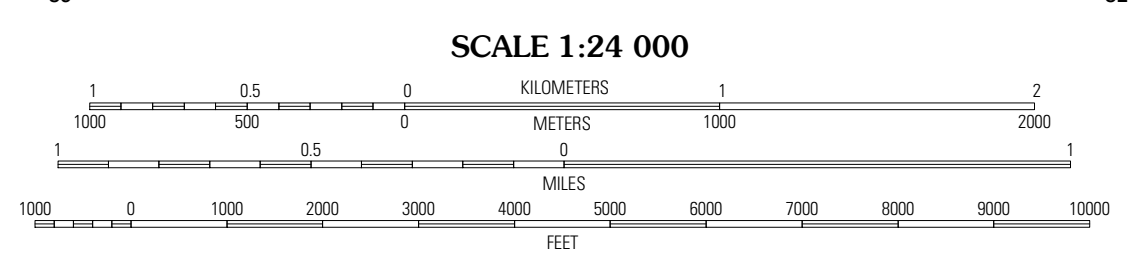 SCALE 1:24 000
1 0.5 0 KILOMETERS 1 2
1000 500 0 METERS 1000 2000
1 0.5 0 1
MILES
1000 0 1000 2000 3000 4000 5000 6000 7000 8000 9000 10000
FEET